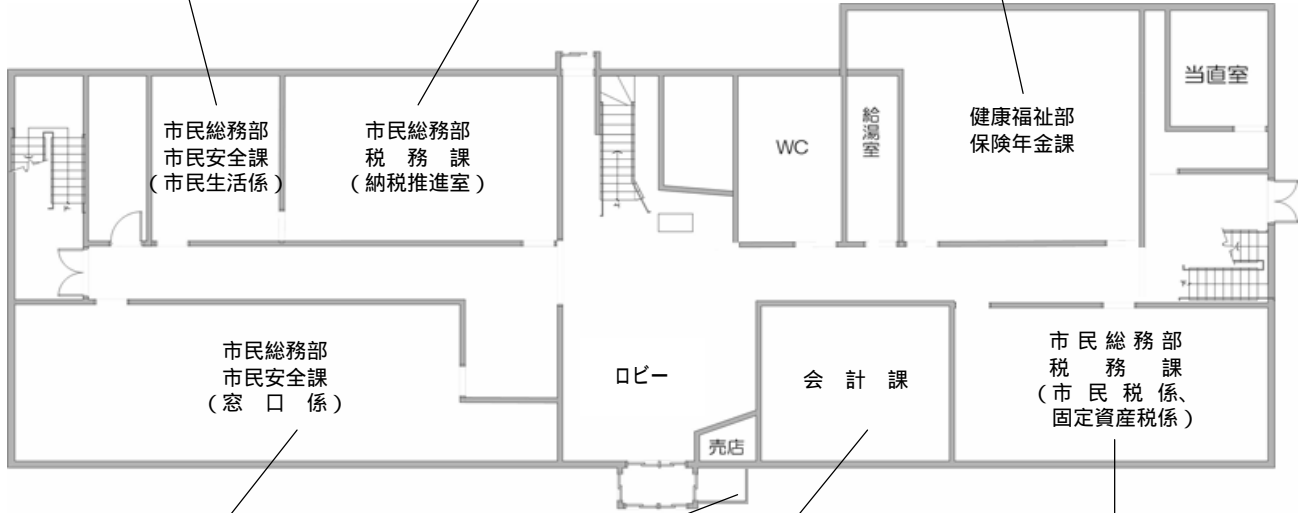 市民総務部
市民安全課
(市民生活係)
市民総務部
税務課
(納税推進室)
WC
給湯室
健康福祉部
保険年金課
当直室
市民総務部
市民安全課
(窓口係)
ロビー
売店
会計課
市民総務部
税務課
(市民税係、
固定資産税係)